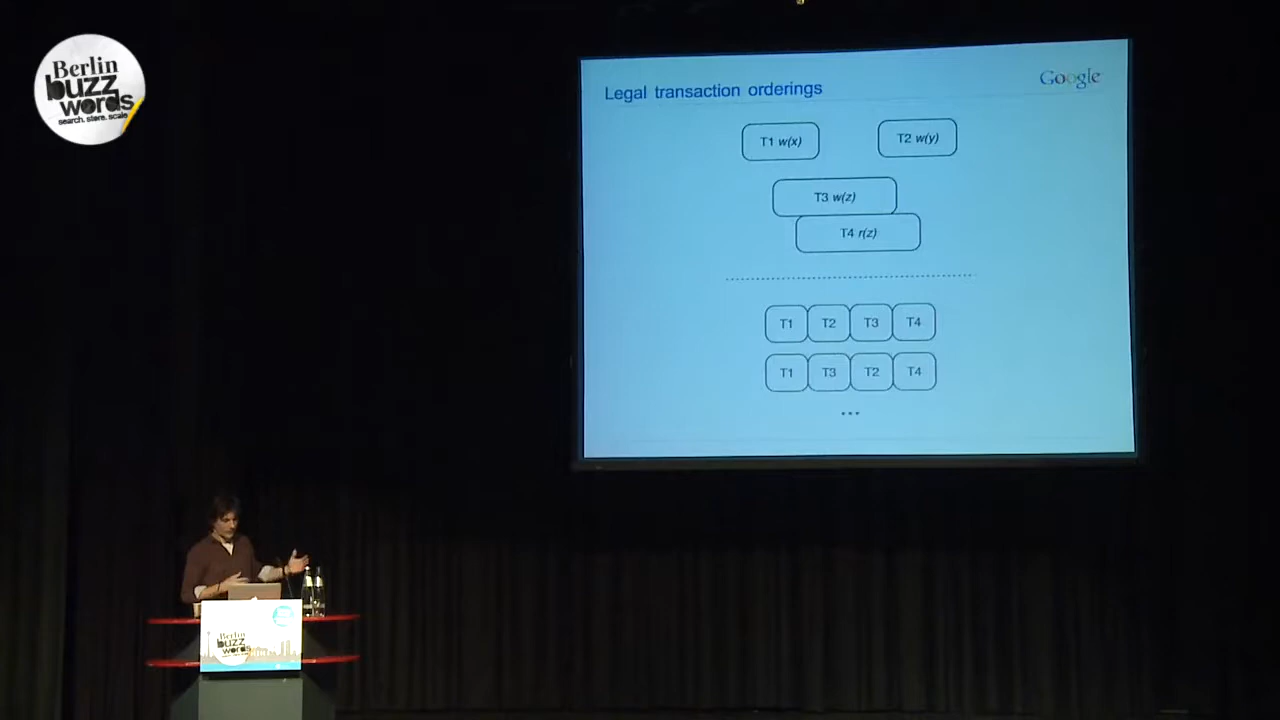 Berlin
buzz
words
search. store. scale
Legal transaction orderings
Google
T1 w(x)
T2 w(y)
T3 w(z)
T4 r(z)
T1 T2 T3 T4
T1 T3 T2 T4
...
Berlin
buzz
words